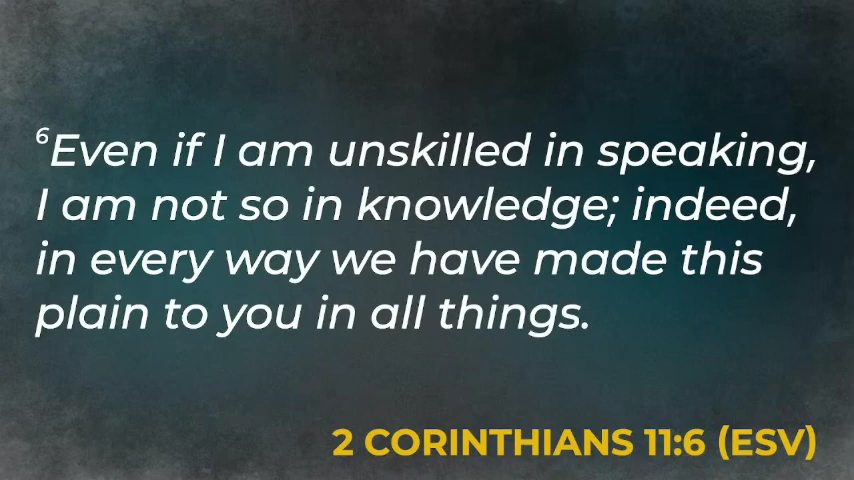 ⁶Even if I am unskilled in speaking,
I am not so in knowledge; indeed,
in every way we have made this
plain to you in all things.
2 CORINTHIANS 11:6 (ESV)